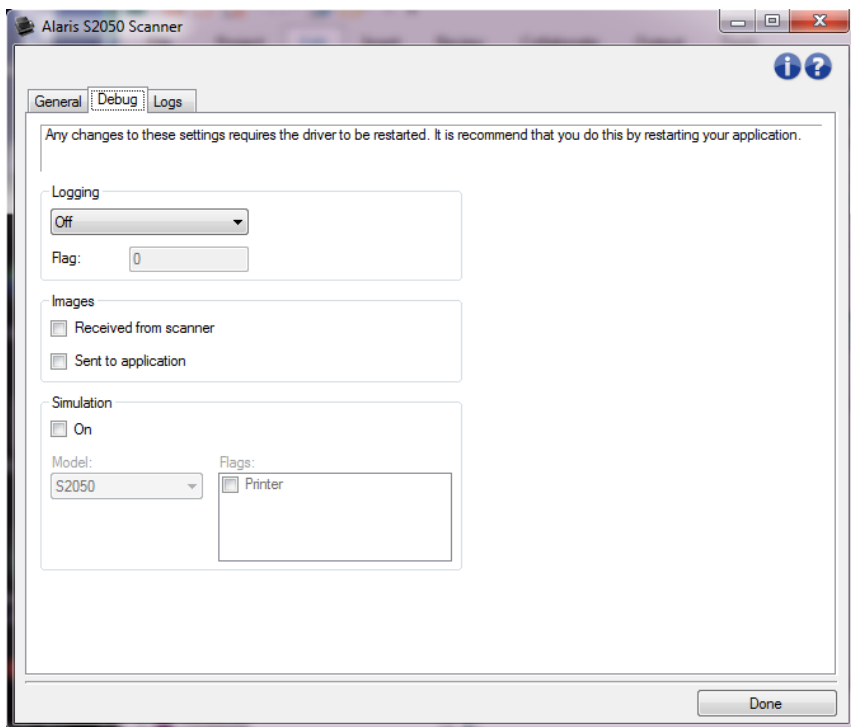 Alaris S2050 Scanner
General Debug Logs
Any changes to these settings requires the driver to be restarted. It is recommend that you do this by restarting your application.
Logging
Off
Flag: 0
Images
Received from scanner
Sent to application
Simulation
On
Model: Flags:
S2050 Printer
Done